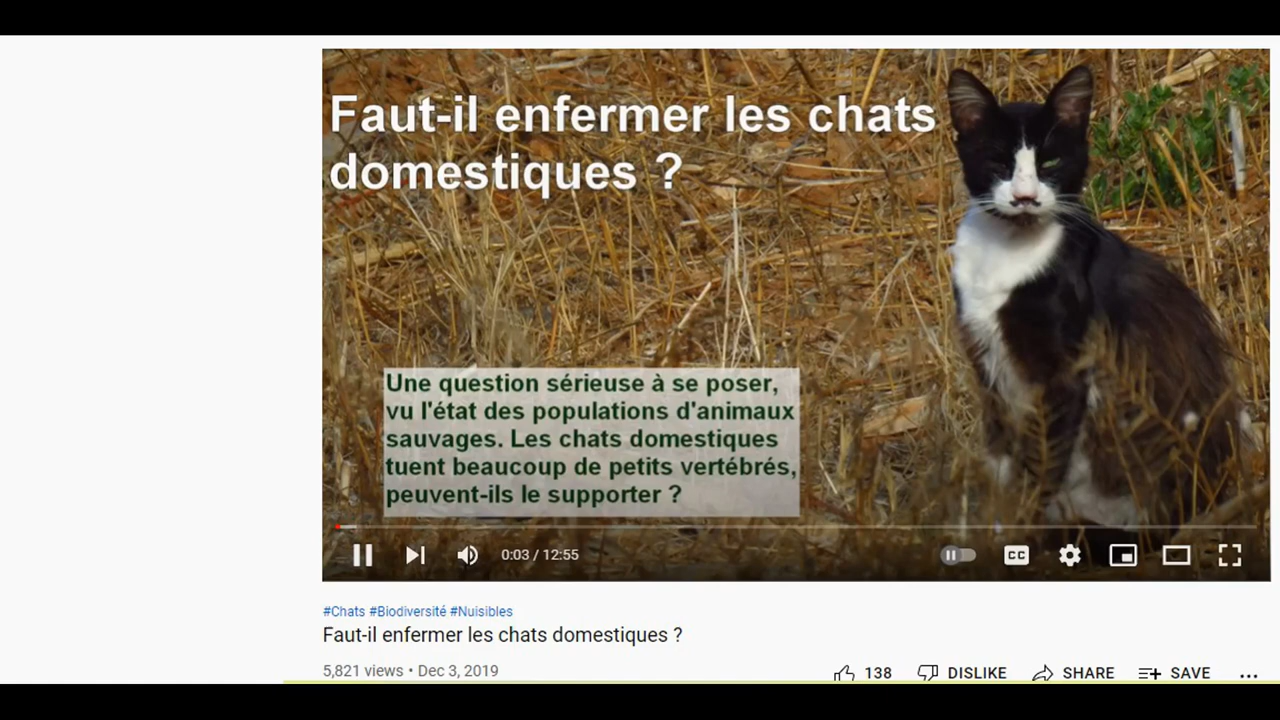 Faut-il enfermer les chats
domestiques ?
Une question sérieuse à se poser,
vu l'état des populations d'animaux
sauvages. Les chats domestiques
tuent beaucoup de petits vertébrés,
peuvent-ils le supporter ?
0:03 / 12:55
CC
#Chats #Biodiversité #Nuisibles
Faut-il enfermer les chats domestiques ?
5,821 views • Dec 3, 2019
138 DISLIKE SHARE SAVE ...